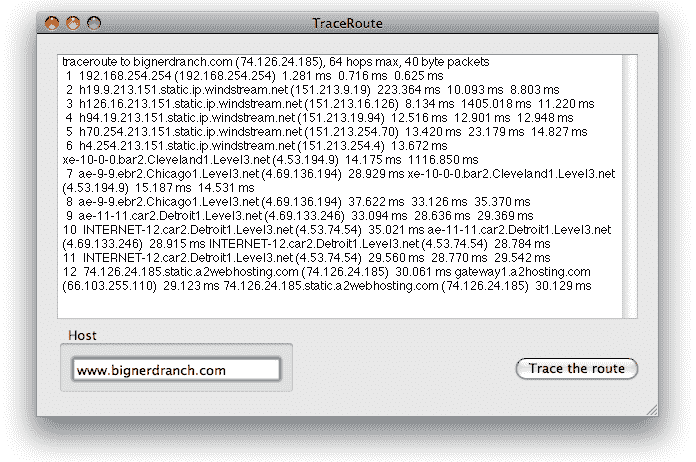 TraceRoute
traceroute to bignerdranch.com (74.126.24.185), 64 hops max, 40 byte packets
1 192.168.254.254 (192.168.254.254) 1.281 ms 0.716 ms 0.625 ms
2 h19.9.213.151.static.ip.windstream.net (151.213.9.19) 223.364 ms 10.093 ms 8.803 ms
3 h126.16.213.151.static.ip.windstream.net (151.213.16.126) 8.134 ms 1405.018 ms 11.220 ms
4 h94.19.213.151.static.ip.windstream.net (151.213.19.94) 12.516 ms 12.901 ms 12.948 ms
5 h70.254.213.151.static.ip.windstream.net (151.213.254.70) 13.420 ms 23.179 ms 14.827 ms
6 h4.254.213.151.static.ip.windstream.net (151.213.254.4) 13.672 ms
xe-10-0-0.bar2.Cleveland1.Level3.net (4.53.194.9) 14.175 ms 1116.850 ms
7 ae-9-9.ebr2.Chicago1.Level3.net (4.69.136.194) 28.929 ms xe-10-0-0.bar2.Cleveland1.Level3.net
(4.53.194.9) 15.187 ms 14.531 ms
8 ae-9-9.ebr2.Chicago1.Level3.net (4.69.136.194) 37.622 ms 33.126 ms 35.370 ms
9 ae-11-11.car2.Detroit1.Level3.net (4.69.133.246) 33.094 ms 28.636 ms 29.369 ms
10 INTERNET-12.car2.Detroit1.Level3.net (4.53.74.54) 35.021 ms ae-11-11.car2.Detroit1.Level3.net
(4.69.133.246) 28.915 ms INTERNET-12.car2.Detroit1.Level3.net (4.53.74.54) 28.784 ms
11 INTERNET-12.car2.Detroit1.Level3.net (4.53.74.54) 29.560 ms 28.770 ms 29.542 ms
12 74.126.24.185.static.a2webhosting.com (74.126.24.185) 30.061 ms gateway1.a2hosting.com
(66.103.255.110) 29.123 ms 74.126.24.185.static.a2webhosting.com (74.126.24.185) 30.129 ms
Host
www.bignerdranch.com
Trace the route